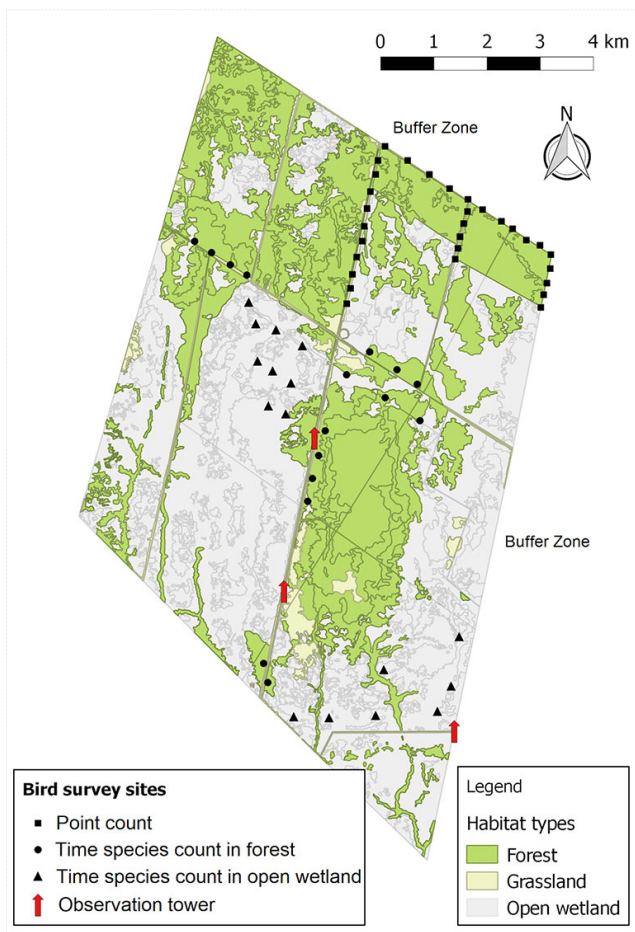 0 1 2 3 4 km
Buffer Zone
N
Buffer Zone
Bird survey sites
Point count
Time species count in forest
Time species count in open wetland
Observation tower
Legend
Habitat types
Forest
Grassland
Open wetland